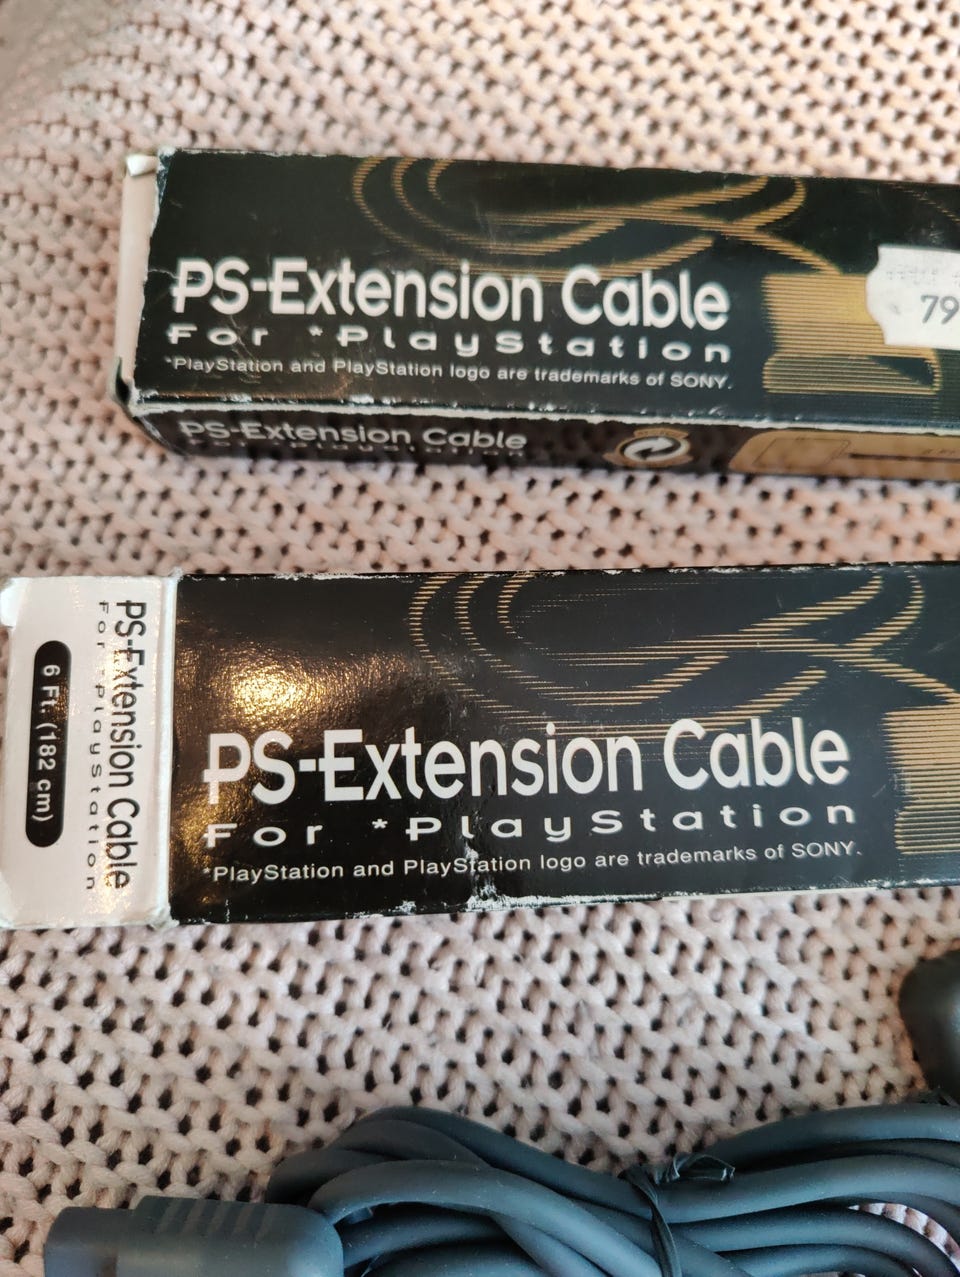 PS-Extension Cable
For *PlayStation
*PlayStation and PlayStation logo are trademarks of SONY.
79
PS-Extension Cable
PS-Extension Cable
For *PlayStation
6 Ft. (182 cm)
PS-Extension Cable
For *PlayStation
*PlayStation and PlayStation logo are trademarks of SONY.